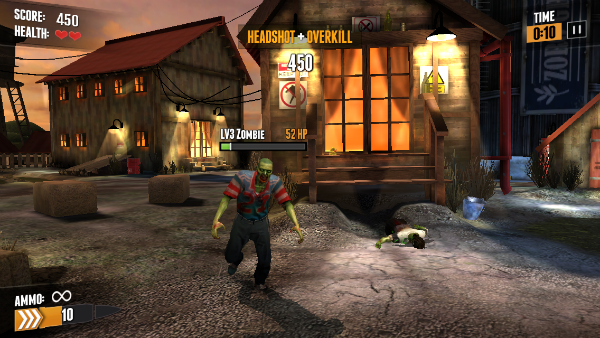 SCORE: 450
HEALTH:
HEADSHOT + OVERKILL
450
TIME
0:10
LV3 ZOMBIE 52 HP
AMMO: ∞
10